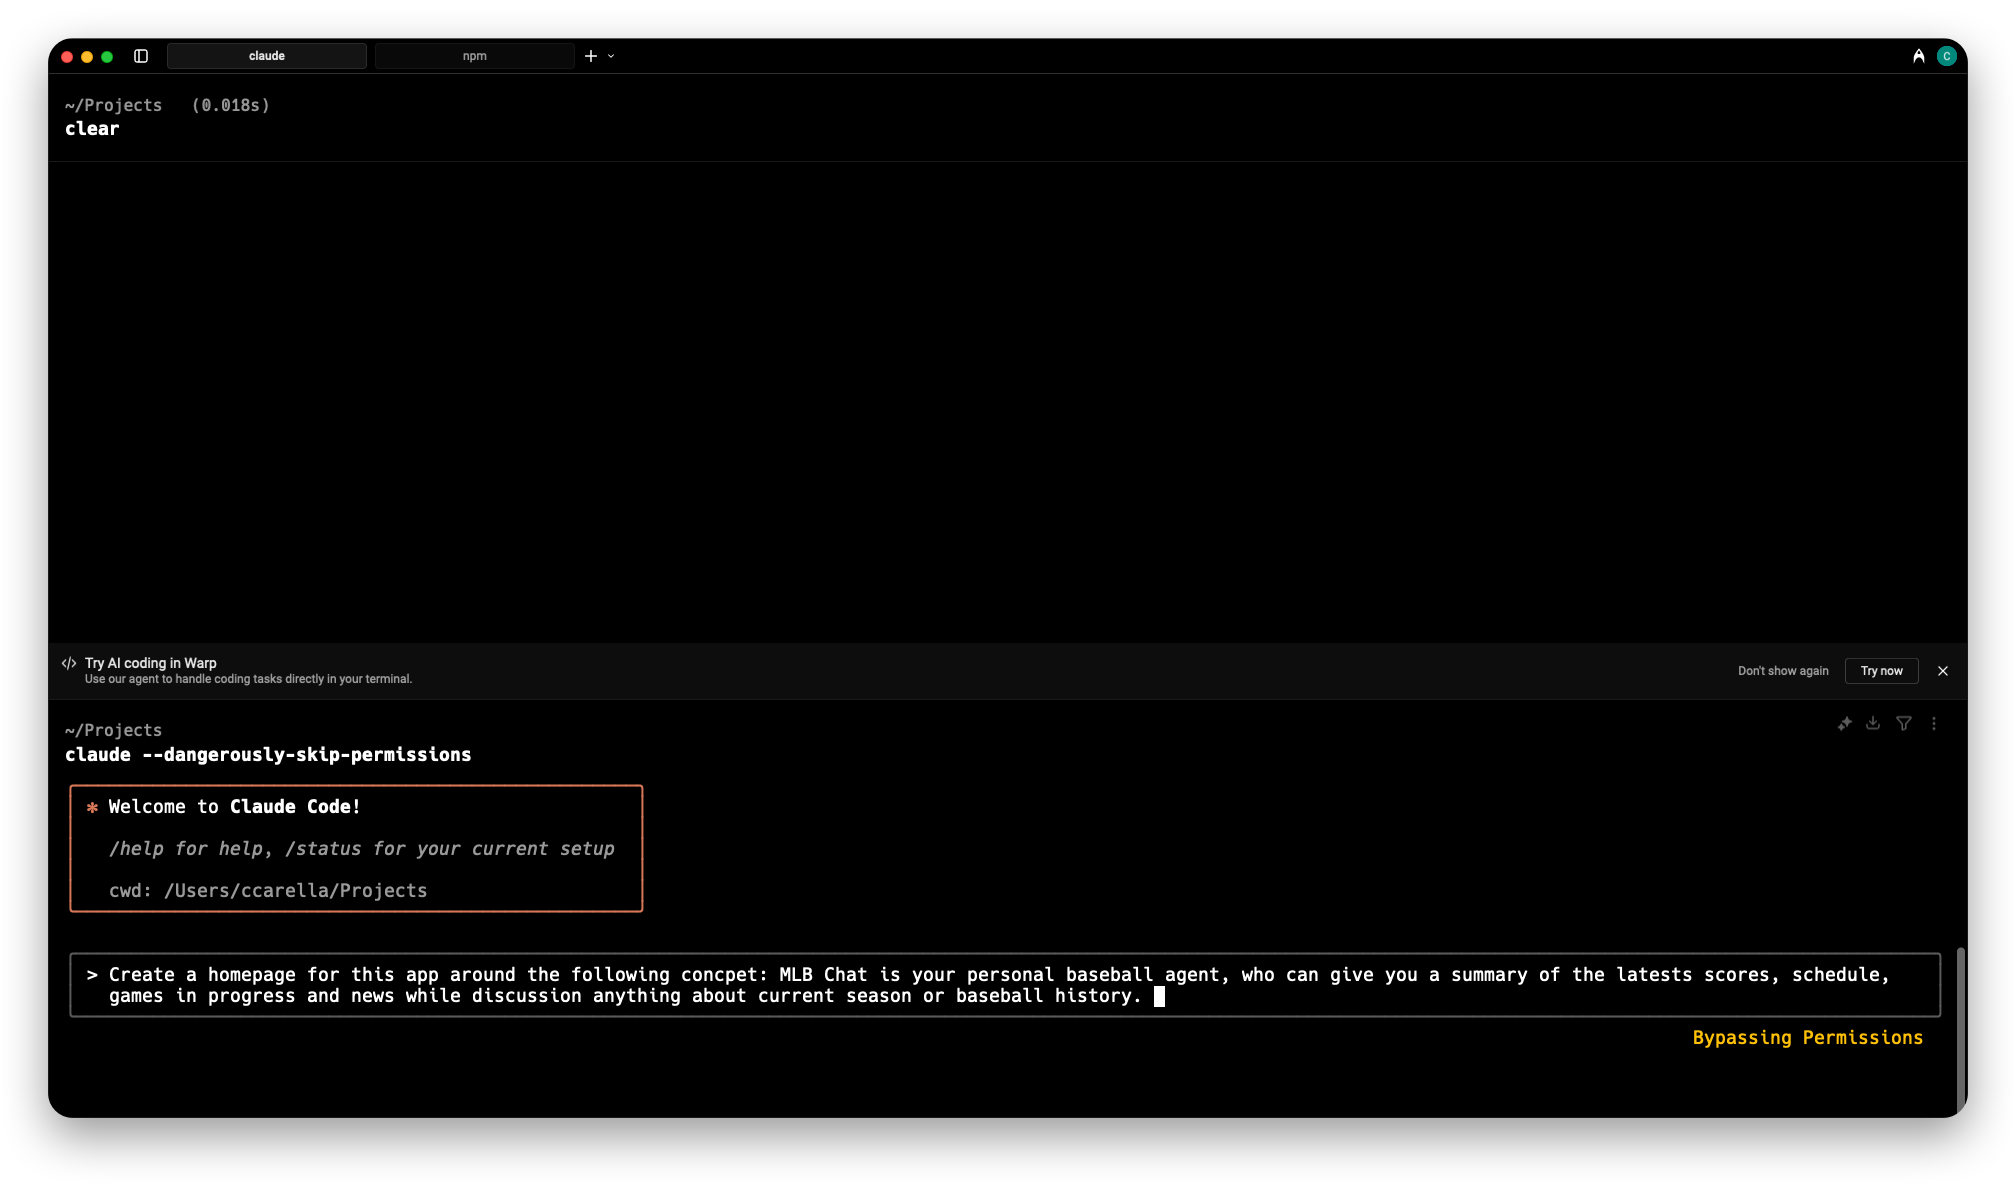 claude
npm
C
~/Projects (0.018s)
clear
</> Try AI coding in Warp
Use our agent to handle coding tasks directly in your terminal.
Don't show again
Try now
~/Projects
claude --dangerously-skip-permissions
* Welcome to Claude Code!
/help for help, /status for your current setup
cwd: /Users/ccarella/Projects
> Create a homepage for this app around the following concpet: MLB Chat is your personal baseball agent, who can give you a summary of the latests scores, schedule,
games in progress and news while discussion anything about current season or baseball history.
Bypassing Permissions